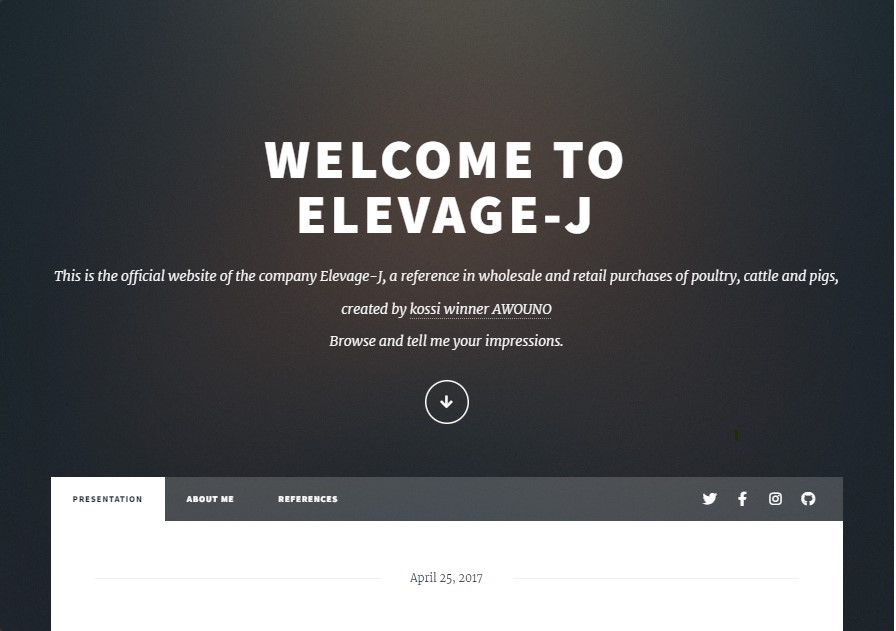 WELCOME TO
ELEVAGE-J
This is the official website of the company Elevage-J, a reference in wholesale and retail purchases of poultry, cattle and pigs,
created by kossi winner AWOUNO
Browse and tell me your impressions.
PRESENTATION ABOUT ME REFERENCES
April 25, 2017